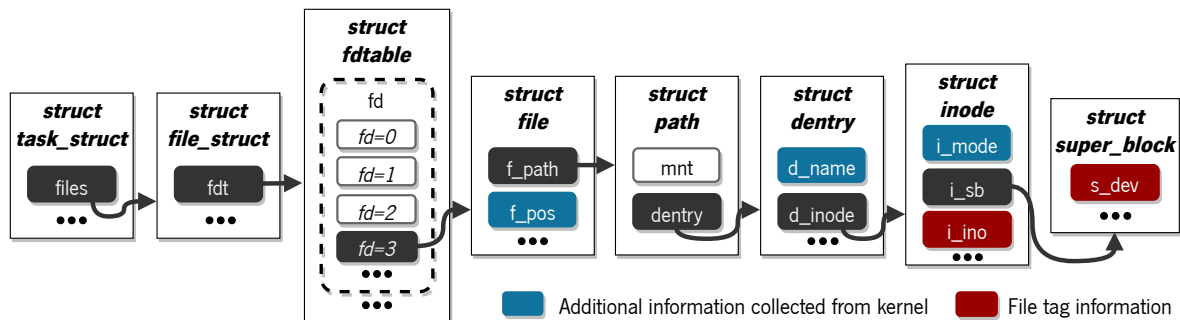 struct
task_struct
files
•••
struct
file_struct
fdt
•••
struct
fdtable
fd
fd=0
fd=1
fd=2
fd=3
•••
•••
struct
file
f_path
f_pos
•••
struct
path
mnt
dentry
struct
dentry
d_name
d_inode
•••
struct
inode
i_mode
i_sb
i_ino
•••
struct
super_block
s_dev
•••
Additional information collected from kernel
File tag information